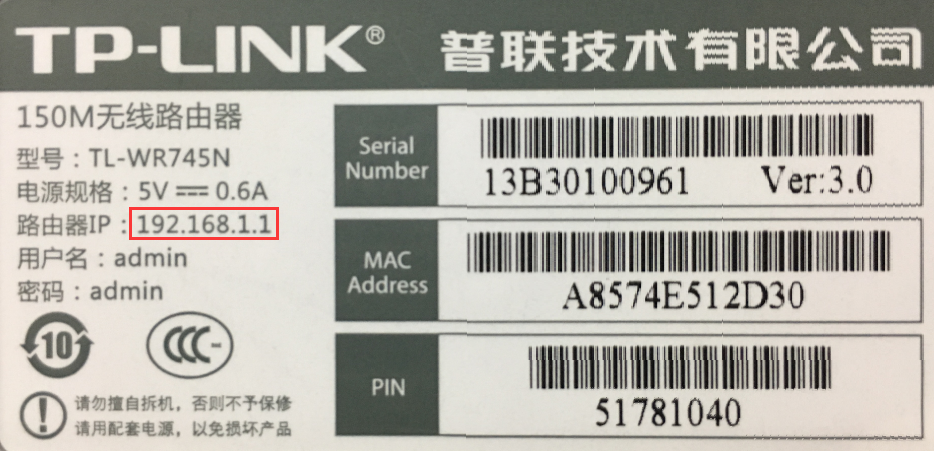 TP-LINK® 普联技术有限公司
150M无线路由器
型号：TL-WR745N
电源规格：5V 0.6A
路由器IP：192.168.1.1
用户名：admin
密码：admin
10
CCC
S&E
请勿擅自拆机，否则不予保修
请用配套电源，以免损坏产品
Serial
Number
13B30100961 Ver:3.0
MAC
Address
A8574E512D30
PIN
51781040